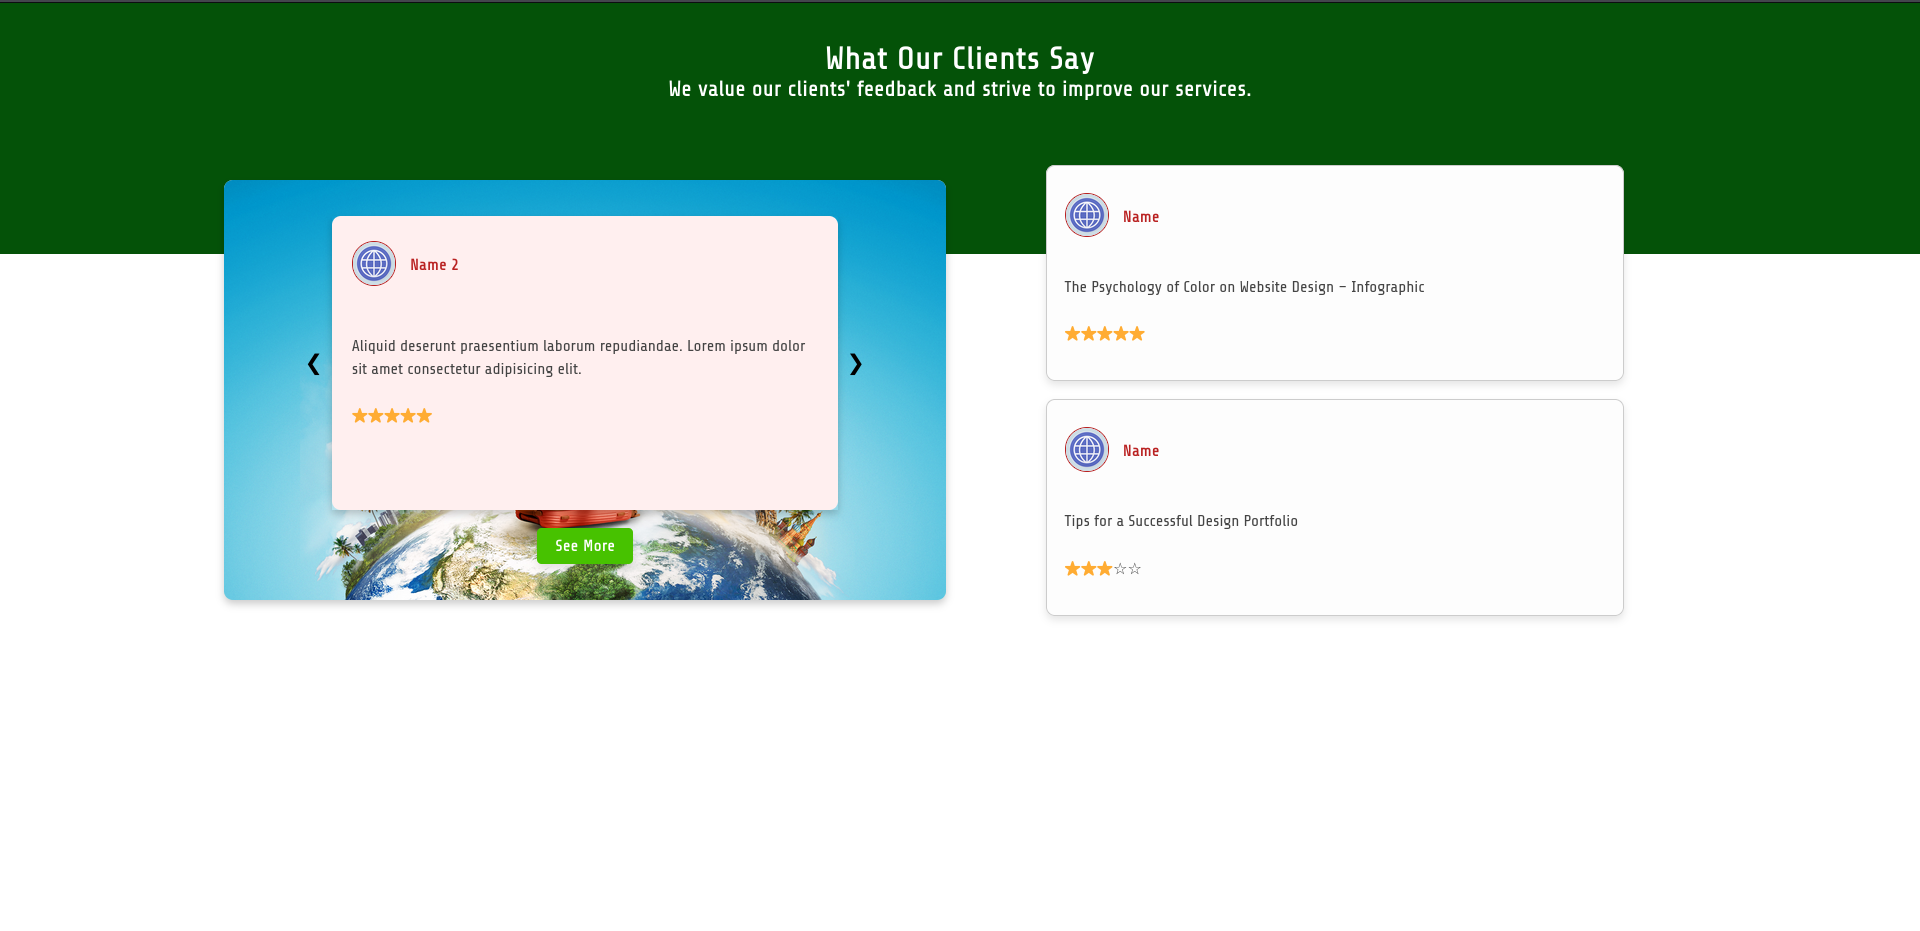 What Our Clients Say
We value our clients' feedback and strive to improve our services.
Name 2
Aliquid deserunt praesentium laborum repudiandae. Lorem ipsum dolor
sit amet consectetur adipisicing elit.
★★★★★
❮
❯
See More
Name
The Psychology of Color on Website Design – Infographic
★★★★★
Name
Tips for a Successful Design Portfolio
★★★☆☆